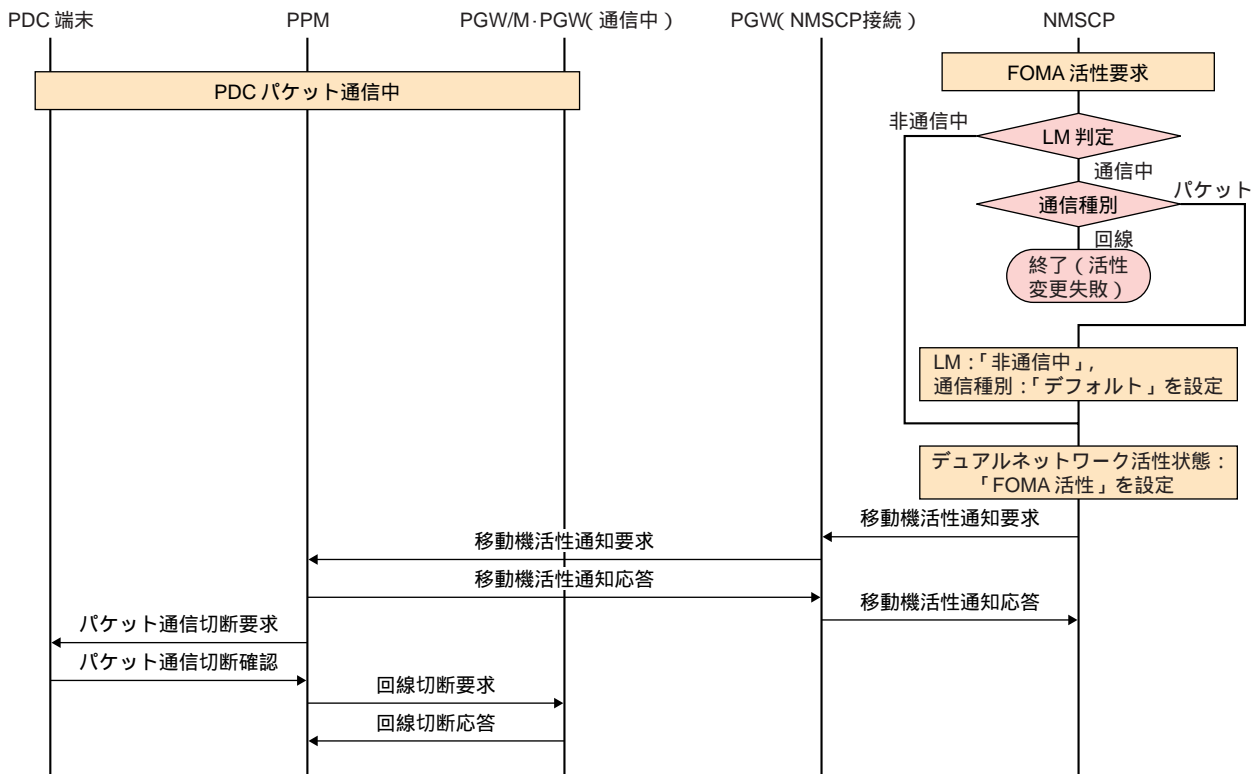 PDC 端末
PPM
PGW/M·PGW(通信中)
PGW(NMSCP接続)
NMSCP
FOMA 活性要求
PDC パケット通信中
非通信中
LM 判定
通信中
パケット
通信種別
回線
終了(活性
変更失敗)
LM:「非通信中」,
通信種別:「デフォルト」を設定
デュアルネットワーク活性状態:
「FOMA 活性」を設定
移動機活性通知要求
移動機活性通知要求
移動機活性通知応答
移動機活性通知応答
パケット通信切断要求
パケット通信切断確認
回線切断要求
回線切断応答